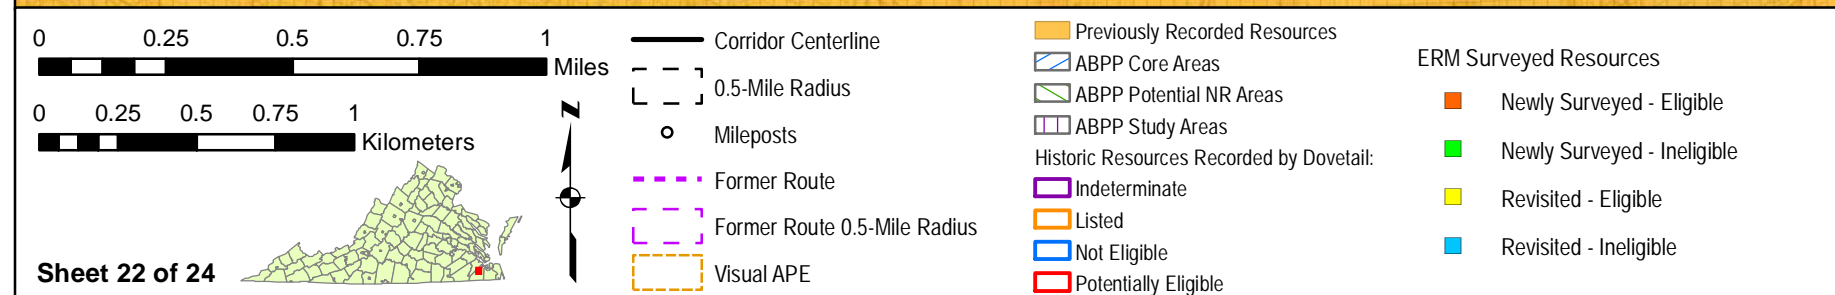 0 0.25 0.5 0.75 1
Miles
0 0.25 0.5 0.75 1
Kilometers
Sheet 22 of 24
N
Corridor Centerline
0.5-Mile Radius
Mileposts
Former Route
Former Route 0.5-Mile Radius
Visual APE
Previously Recorded Resources
ABPP Core Areas
ABPP Potential NR Areas
ABPP Study Areas
Historic Resources Recorded by Dovetail:
Indeterminate
Listed
Not Eligible
Potentially Eligible
ERM Surveyed Resources
Newly Surveyed - Eligible
Newly Surveyed - Ineligible
Revisited - Eligible
Revisited - Ineligible